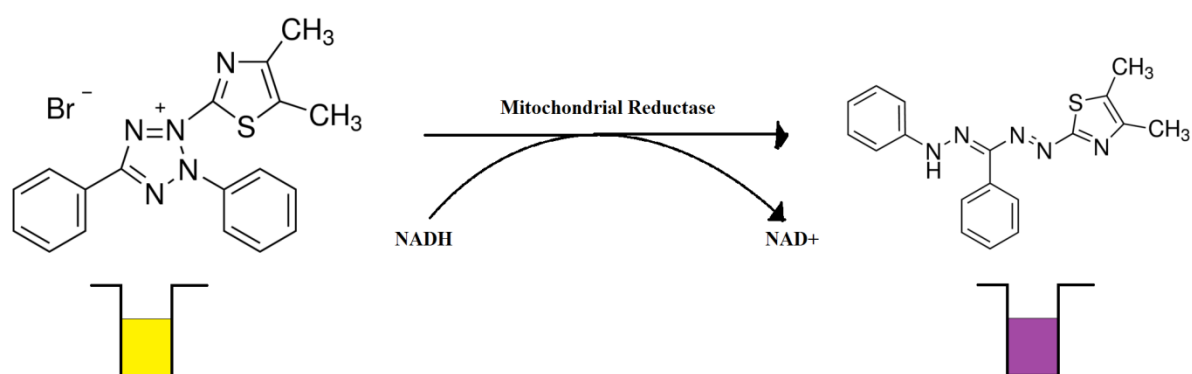 N
CH₃
Br⁻
+
N=N
S
CH₃
N
N
N
Mitochondrial Reductase
NADH
NAD+
CH₃
S
N
N
N
H
N
N
CH₃
N